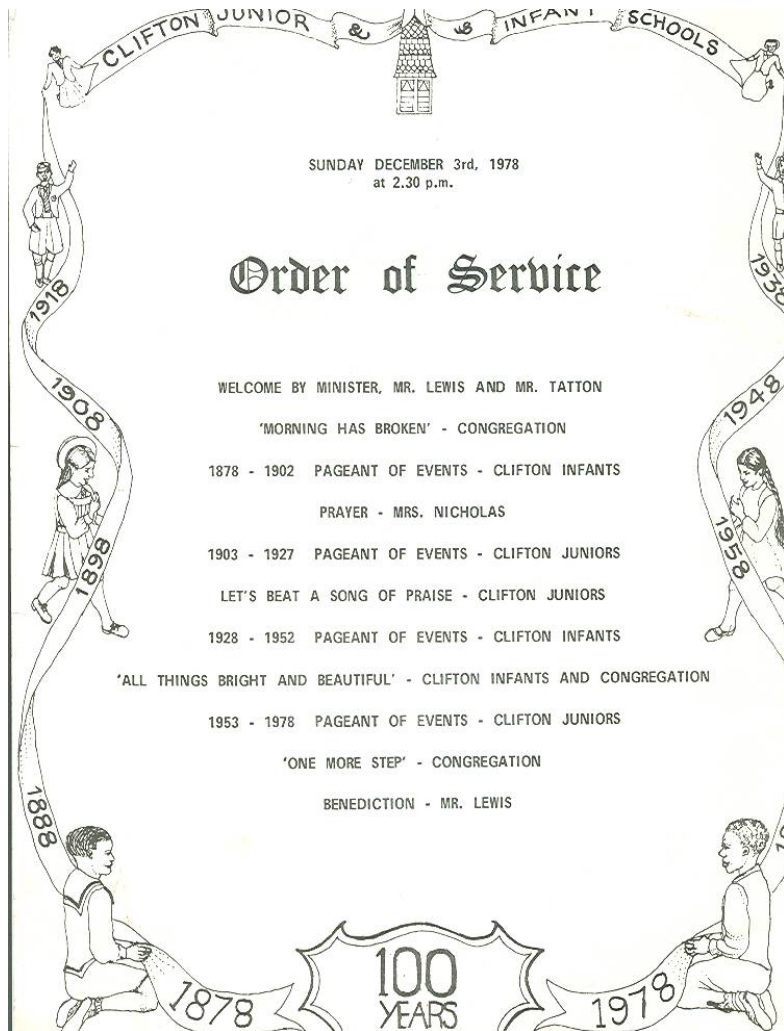 CLIFTON JUNIOR & & INFANT SCHOOLS
SUNDAY DECEMBER 3rd, 1978
at 2.30 p.m.
Order of Service
WELCOME BY MINISTER, MR. LEWIS AND MR. TATTON
'MORNING HAS BROKEN' - CONGREGATION
1878 - 1902 PAGEANT OF EVENTS - CLIFTON INFANTS
PRAYER - MRS. NICHOLAS
1903 - 1927 PAGEANT OF EVENTS - CLIFTON JUNIORS
LET'S BEAT A SONG OF PRAISE - CLIFTON JUNIORS
1928 - 1952 PAGEANT OF EVENTS - CLIFTON INFANTS
'ALL THINGS BRIGHT AND BEAUTIFUL' - CLIFTON INFANTS AND CONGREGATION
1953 - 1978 PAGEANT OF EVENTS - CLIFTON JUNIORS
'ONE MORE STEP' - CONGREGATION
BENEDICTION - MR. LEWIS
1918
1908
1898
1888
1878
100
YEARS
1978
1958
1948
1938